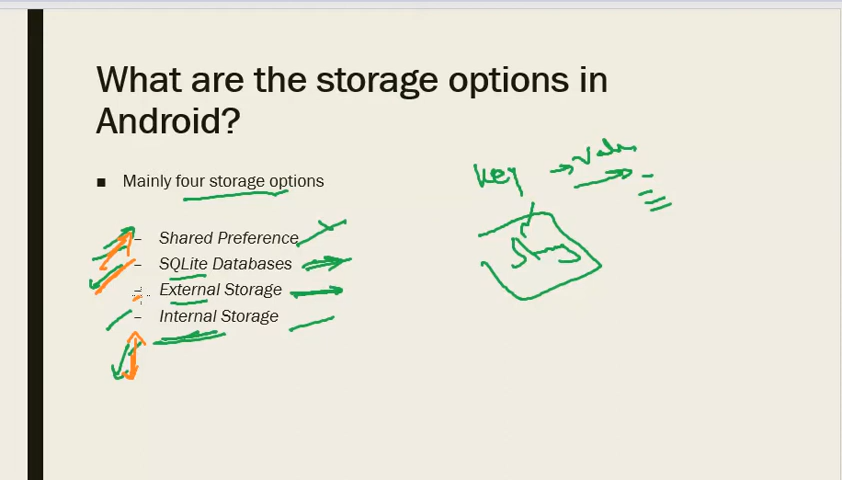 What are the storage options in
Android?
■ Mainly four storage options
– Shared Preference
– SQLite Databases
– External Storage
– Internal Storage
key → Value